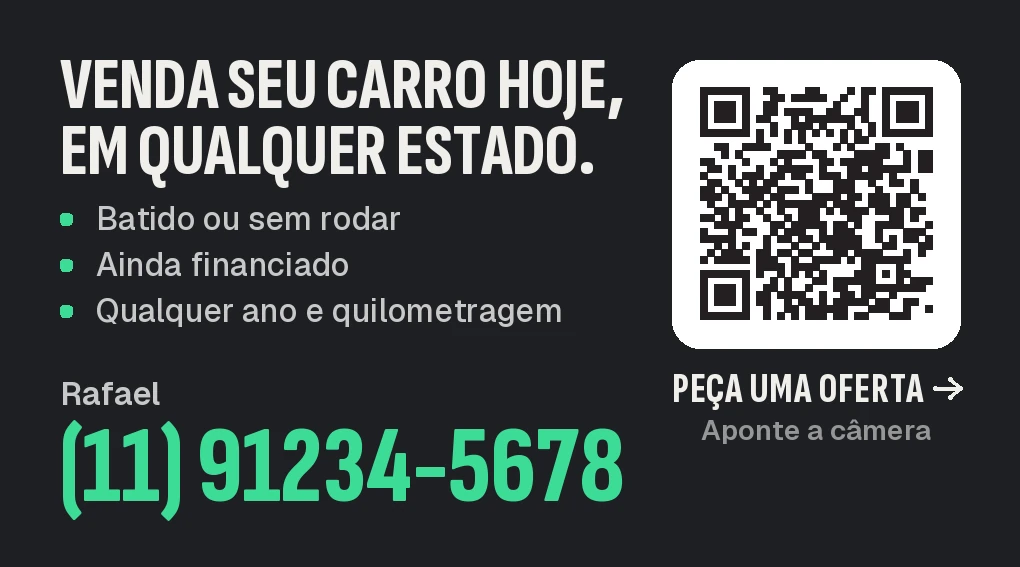 VENDA SEU CARRO HOJE,
EM QUALQUER ESTADO.
Batido ou sem rodar
Ainda financiado
Qualquer ano e quilometragem
Rafael
(11) 91234-5678
PEÇA UMA OFERTA →
Aponte a câmera